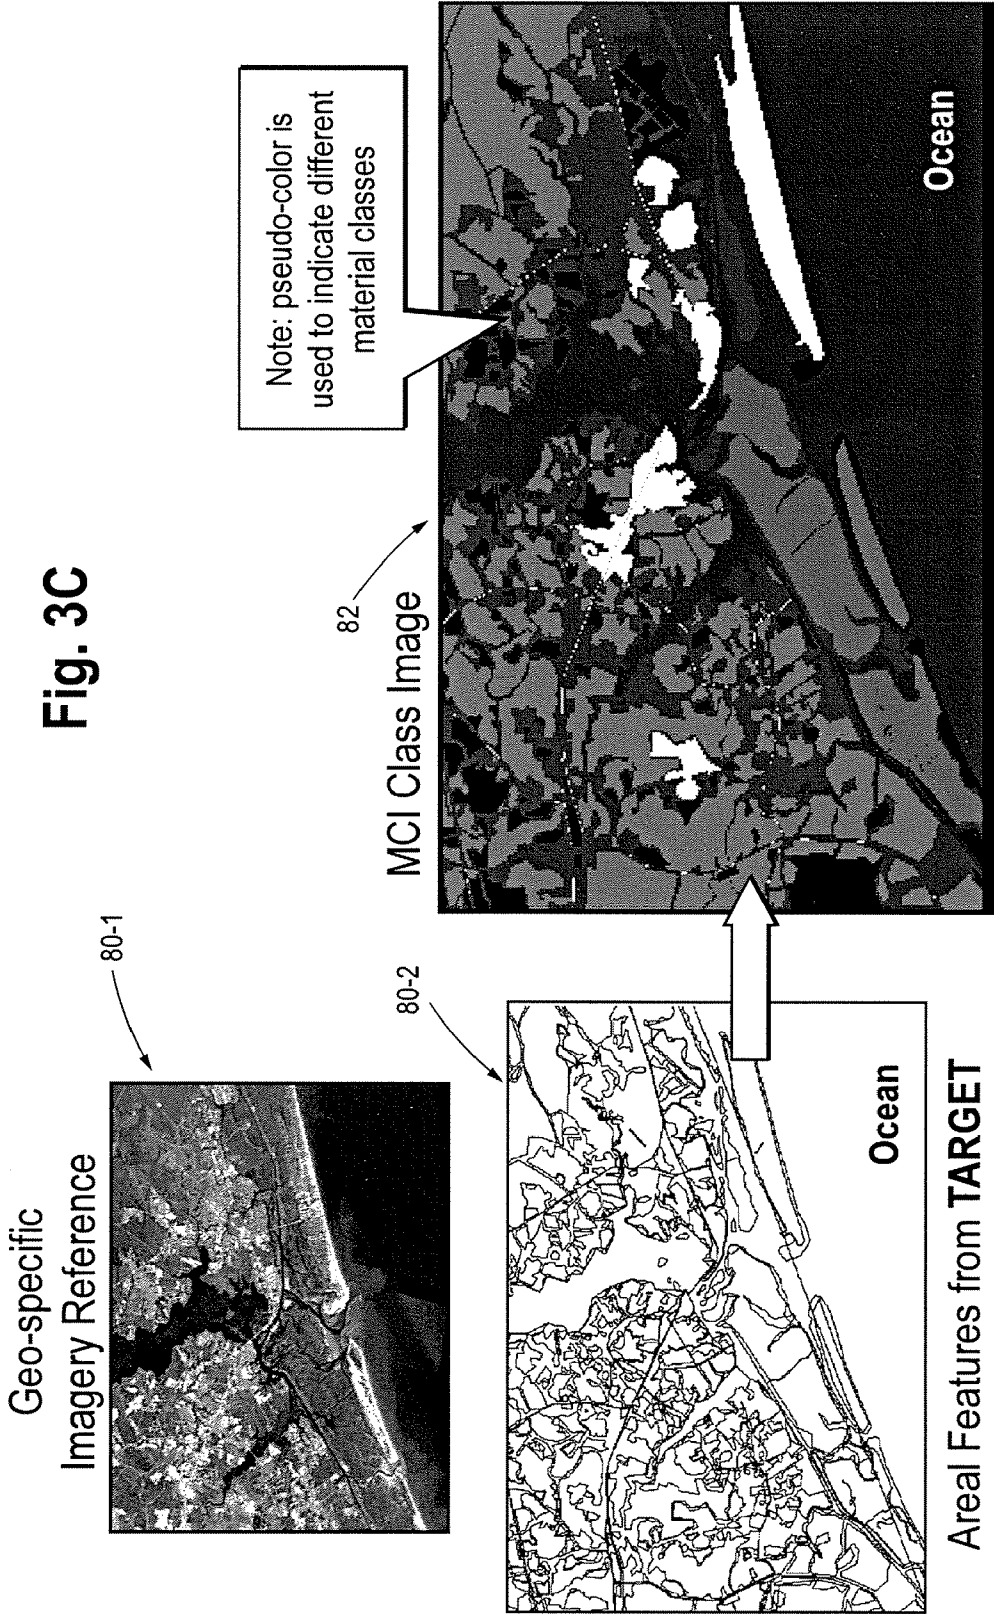 Fig. 3C
Geo-specific
Imagery Reference
80-1
82
MCI Class Image
Note: pseudo-color is
used to indicate different
material classes
80-2
Ocean
Ocean
Areal Features from TARGET